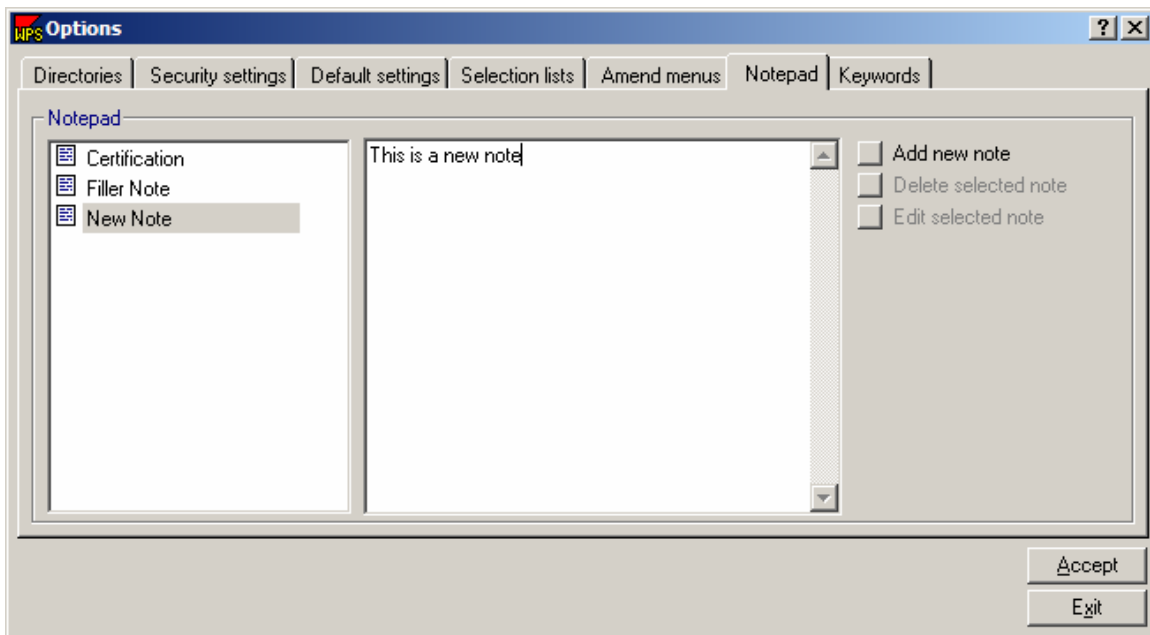 WPS Options ? X
Directories Security settings Default settings Selection lists Amend menus Notepad Keywords
Notepad
Certification
Filler Note
New Note
This is a new note
Add new note
Delete selected note
Edit selected note
Accept
Exit